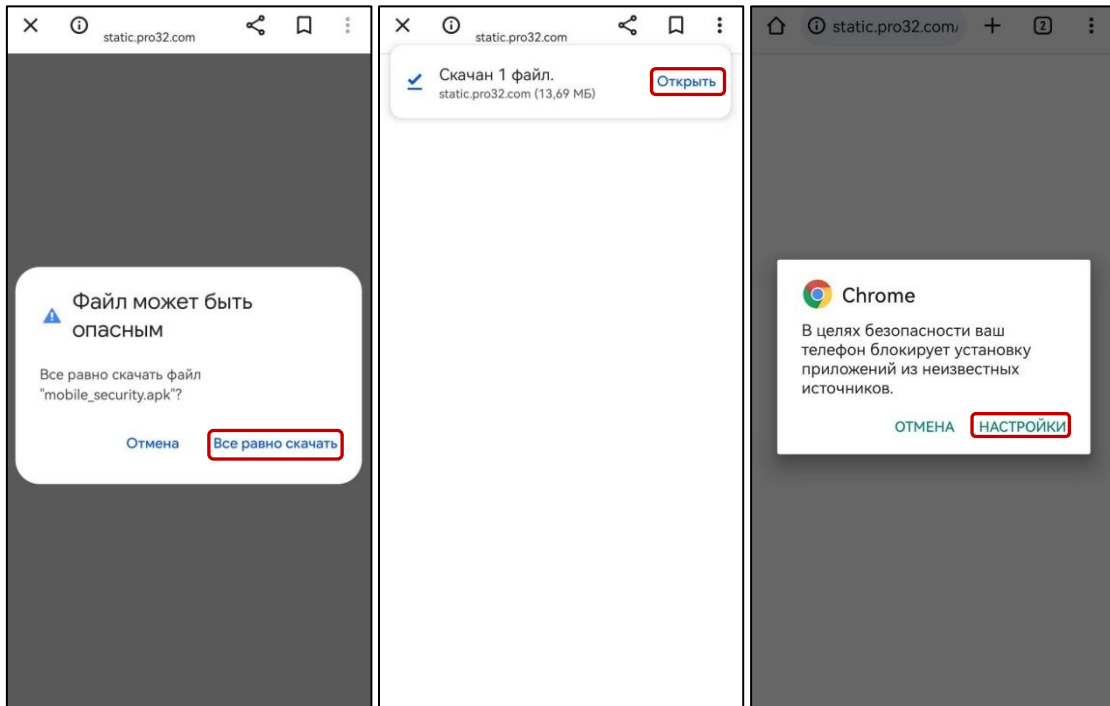 static.pro32.com
Файл может быть
опасным
Все равно скачать файл
"mobile_security.apk"?
Отмена Все равно скачать
static.pro32.com
Скачан 1 файл.
static.pro32.com (13,69 МБ)
Открыть
static.pro32.com/
2
Chrome
В целях безопасности ваш
телефон блокирует установку
приложений из неизвестных
источников.
ОТМЕНА НАСТРОЙКИ